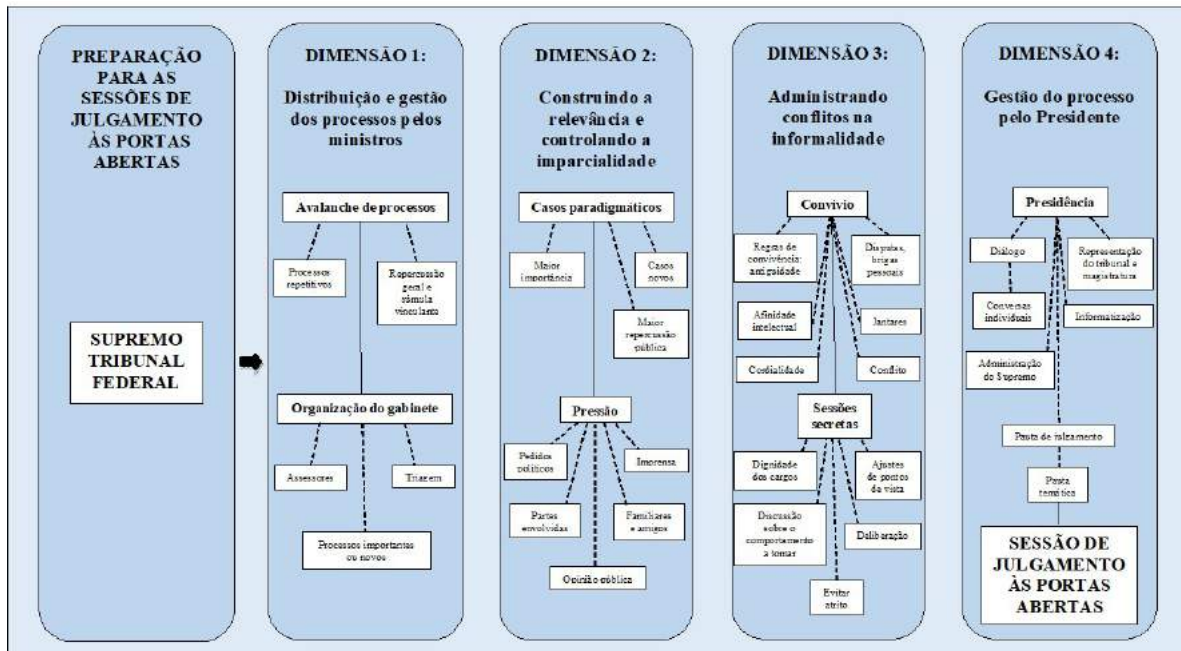 PREPARAÇÃO
PARA AS
SESSÕES DE
JULGAMENTO
ÀS PORTAS
ABERTAS
SUPREMO
TRIBUNAL
FEDERAL
DIMENSÃO 1:
Distribuição e gestão
dos processos pelos
ministros
Avalanche de processos
Processos
repetitivos
Repercussão
geral e
súmula
vinculante
Organização do gabinete
Assessores
Triagem
Processos importantes
ou novos
DIMENSÃO 2:
Construindo a
relevância e
controlando a
imparcialidade
Casos paradigmáticos
Maior
importância
Casos
novos
Maior
repercussão
pública
Pressão
Pedidos
políticos
Imprensa
Partes
envolvidas
Familiares
e amigos
Opinião pública
DIMENSÃO 3:
Administrando
conflitos na
informalidade
Convívio
Regras de
convivência:
antiguidade
Disputas,
brigas
pessoais
Afinidade
intelectual
Jantares
Cordialidade
Conflito
Sessões
secretas
Dignidade
dos cargos
Ajustes
de pontos
de vista
Discussão
sobre o
comportamento
a tomar
Deliberação
Evitar
atrito
DIMENSÃO 4:
Gestão do processo
pelo Presidente
Presidência
Diálogo
Representação
do tribunal e
magistratura
Conversas
individuais
Informatização
Administração
do Supremo
Pauta de julgamento
Pauta
temática
SESSÃO DE
JULGAMENTO
ÀS PORTAS
ABERTAS